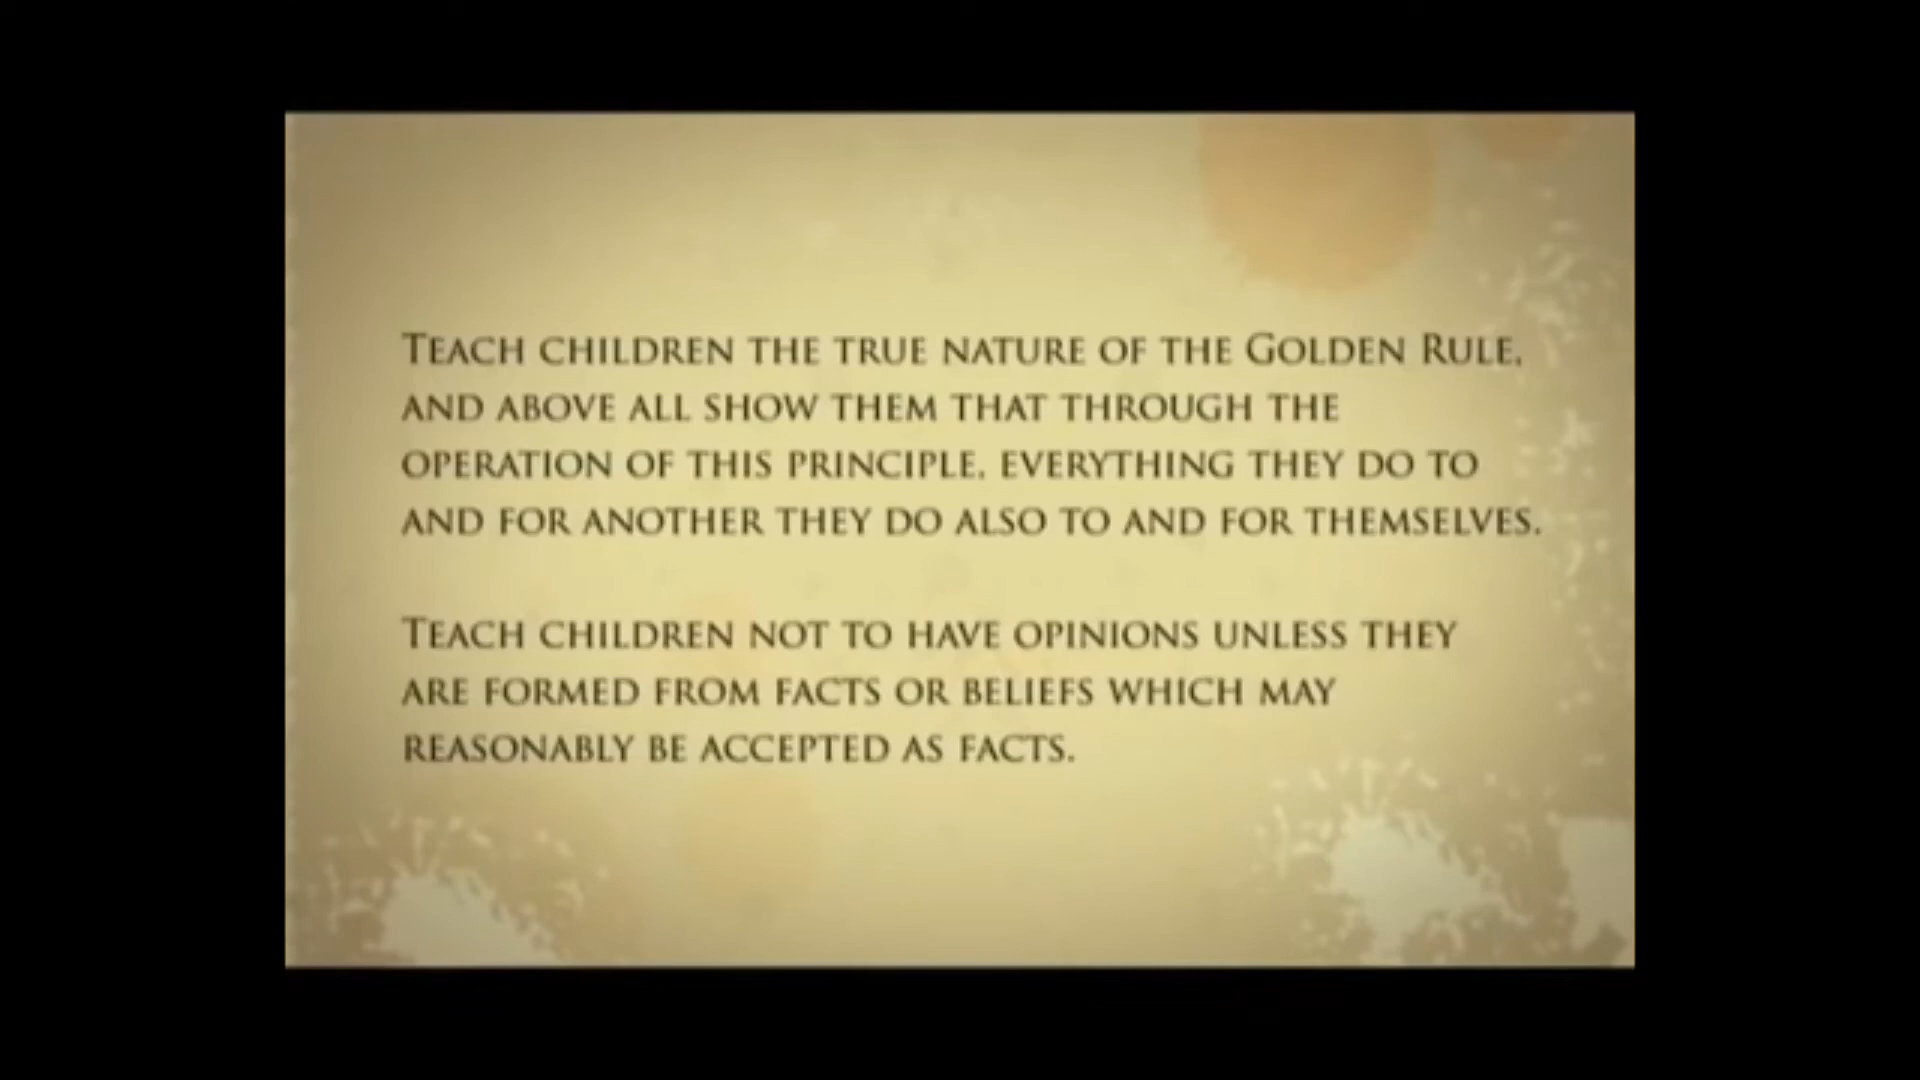 Teach children the true nature of the Golden Rule,
and above all show them that through the
operation of this principle, everything they do to
and for another they do also to and for themselves.
Teach children not to have opinions unless they
are formed from facts or beliefs which may
reasonably be accepted as facts.